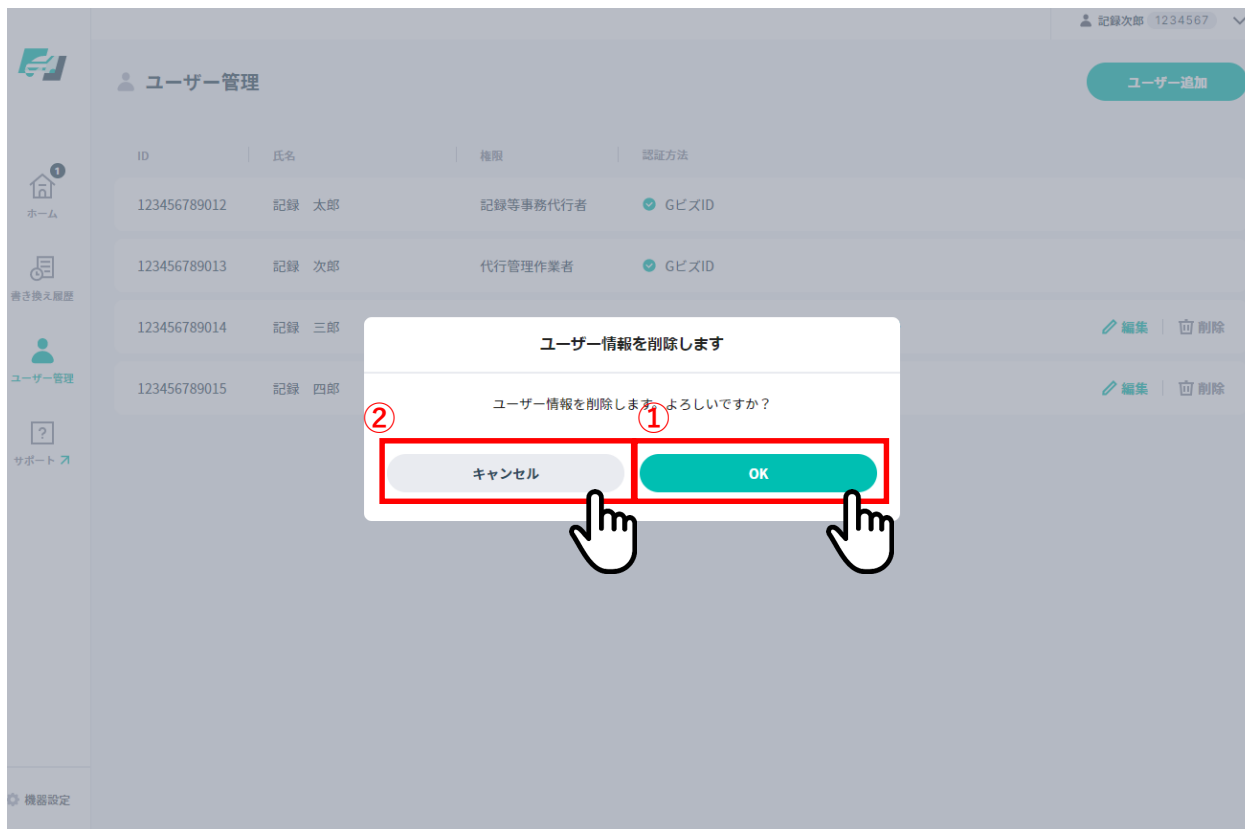 記録次郎 1234567
ユーザー管理
ユーザー追加
ID 氏名 権限 認証方法
123456789012 記録 太郎 記録等事務代行者 GビズID
123456789013 記録 次郎 代行管理作業者 GビズID
123456789014 記録 三郎 編集 削除
123456789015 記録 四郎 編集 削除
1
ホーム
書き換え履歴
ユーザー管理
?
サポート
機器設定
ユーザー情報を削除します
ユーザー情報を削除します。よろしいですか？
② ①
キャンセル OK